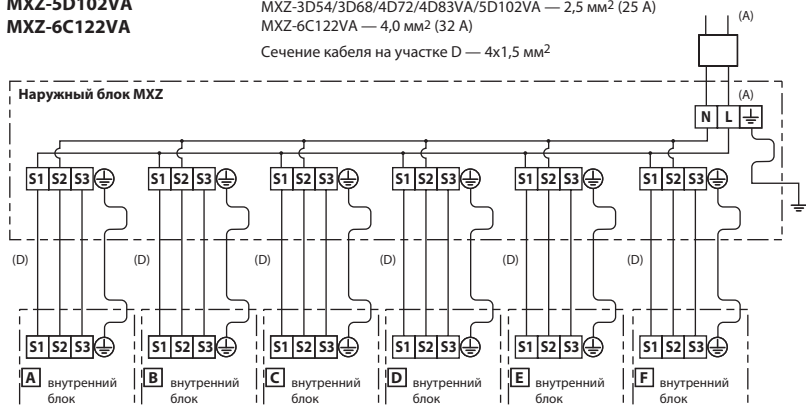 MXZ-5D102VA
MXZ-3D54/3D68/4D72/4D83VA/5D102VA — 2,5 мм² (25 А)
MXZ-6C122VA
MXZ-6C122VA — 4,0 мм² (32 А)
Сечение кабеля на участке D — 4x1,5 мм²
(A)
Наружный блок MXZ
(A)
N L
S1 S2 S3 S1 S2 S3 S1 S2 S3 S1 S2 S3 S1 S2 S3 S1 S2 S3
(D) (D) (D) (D) (D) (D)
S1 S2 S3 S1 S2 S3 S1 S2 S3 S1 S2 S3 S1 S2 S3 S1 S2 S3
A внутренний блок
B внутренний блок
C внутренний блок
D внутренний блок
E внутренний блок
F внутренний блок